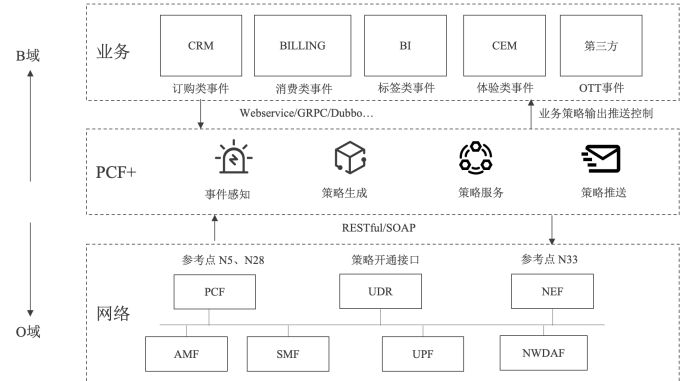 B域
业务
CRM
BILLING
BI
CEM
第三方
订购类事件
消费类事件
标签类事件
体验类事件
OTT事件
Webservice/GRPC/Dubbo…
业务策略输出推送控制
PCF+
事件感知
策略生成
策略服务
策略推送
RESTful/SOAP
参考点 N5、N28
策略开通接口
参考点 N33
PCF
UDR
NEF
网络
O域
AMF
SMF
UPF
NWDAF